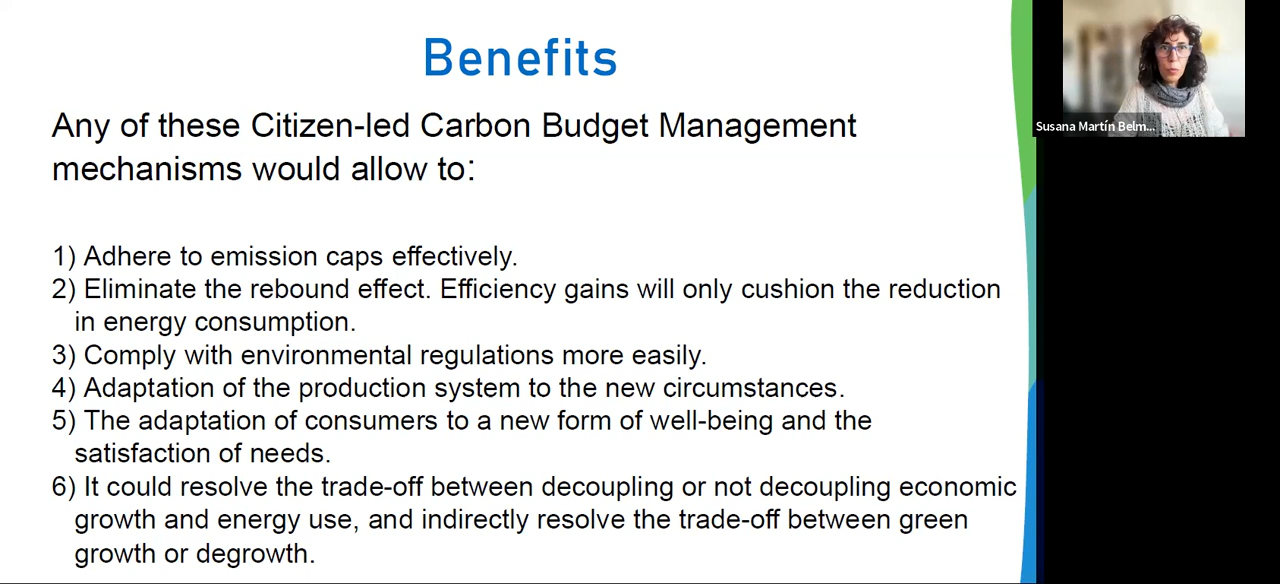 Benefits
Any of these Citizen-led Carbon Budget Management
mechanisms would allow to:
1) Adhere to emission caps effectively.
2) Eliminate the rebound effect. Efficiency gains will only cushion the reduction
in energy consumption.
3) Comply with environmental regulations more easily.
4) Adaptation of the production system to the new circumstances.
5) The adaptation of consumers to a new form of well-being and the
satisfaction of needs.
6) It could resolve the trade-off between decoupling or not decoupling economic
growth and energy use, and indirectly resolve the trade-off between green
growth or degrowth.
Susana Martín Belm...